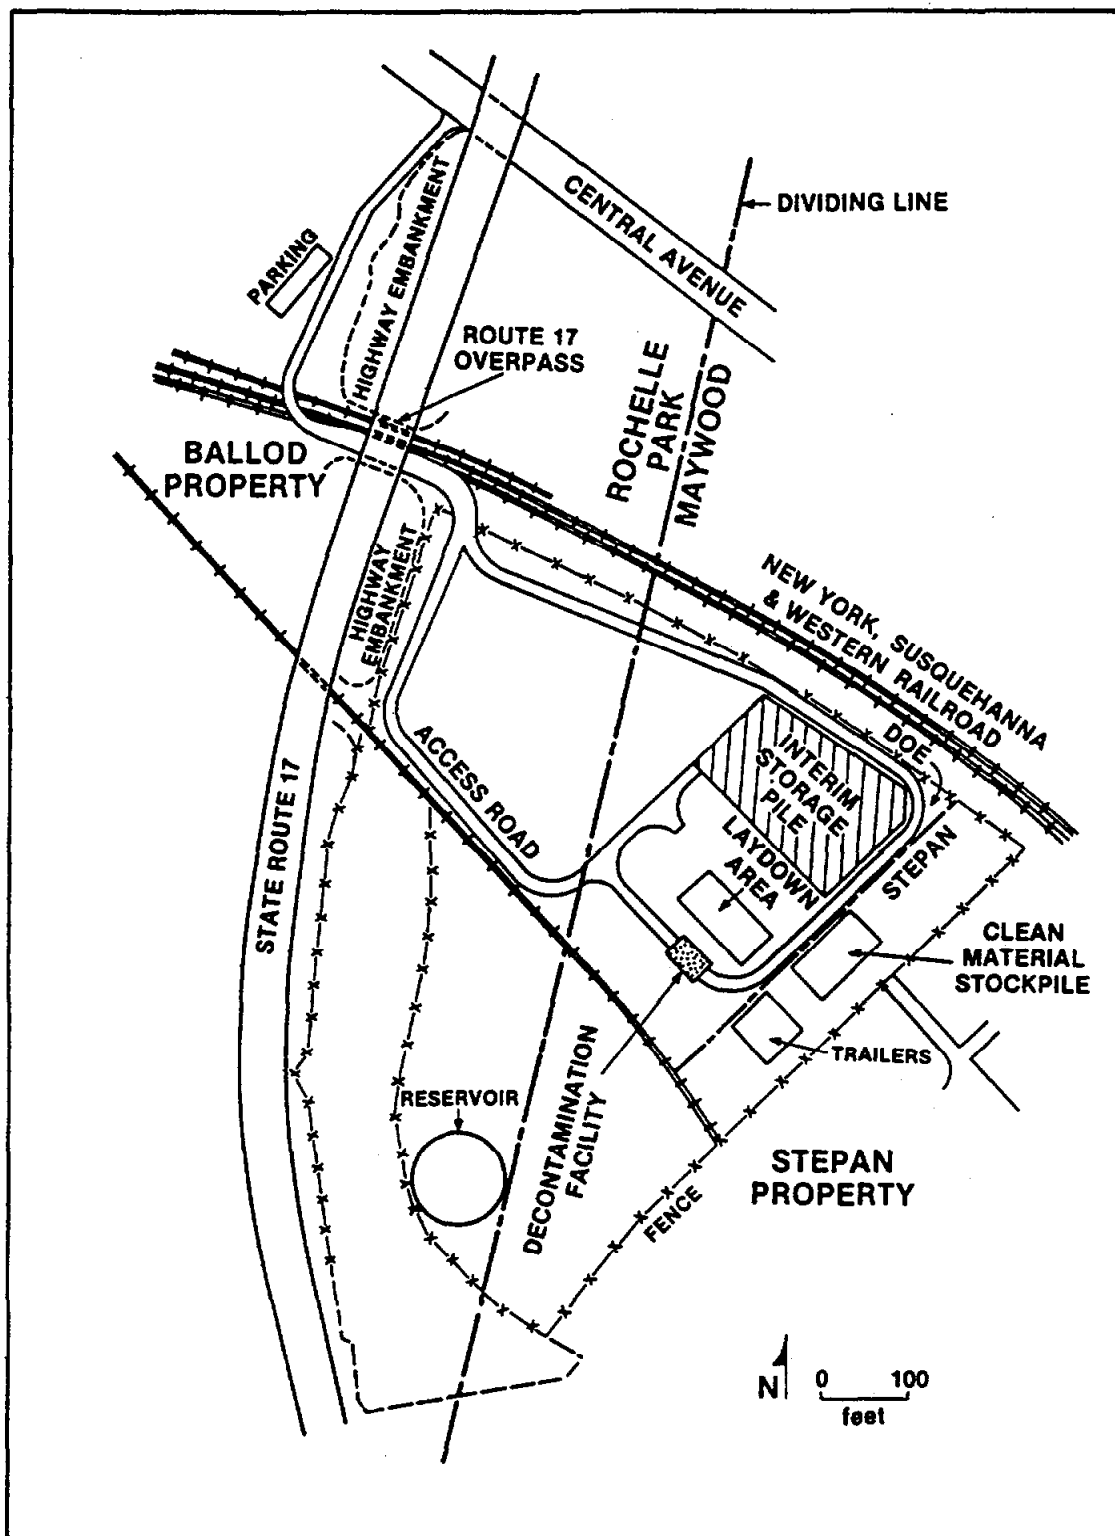 CENTRAL AVENUE
DIVIDING LINE
HIGHWAY EMBANKMENT
PARKING
ROUTE 17
OVERPASS
ROCHELLE
PARK
MAYWOOD
BALLOD
PROPERTY
HIGHWAY
EMBANKMENT
NEW YORK, SUSQUEHANNA
& WESTERN RAILROAD
DOE
INTERIM
STORAGE
PILE
ACCESS ROAD
STATE ROUTE 17
LAYDOWN
AREA
STEPAN
CLEAN
MATERIAL
STOCKPILE
TRAILERS
RESERVOIR
DECONTAMINATION
FACILITY
STEPAN
PROPERTY
FENCE
N
0 100
feet